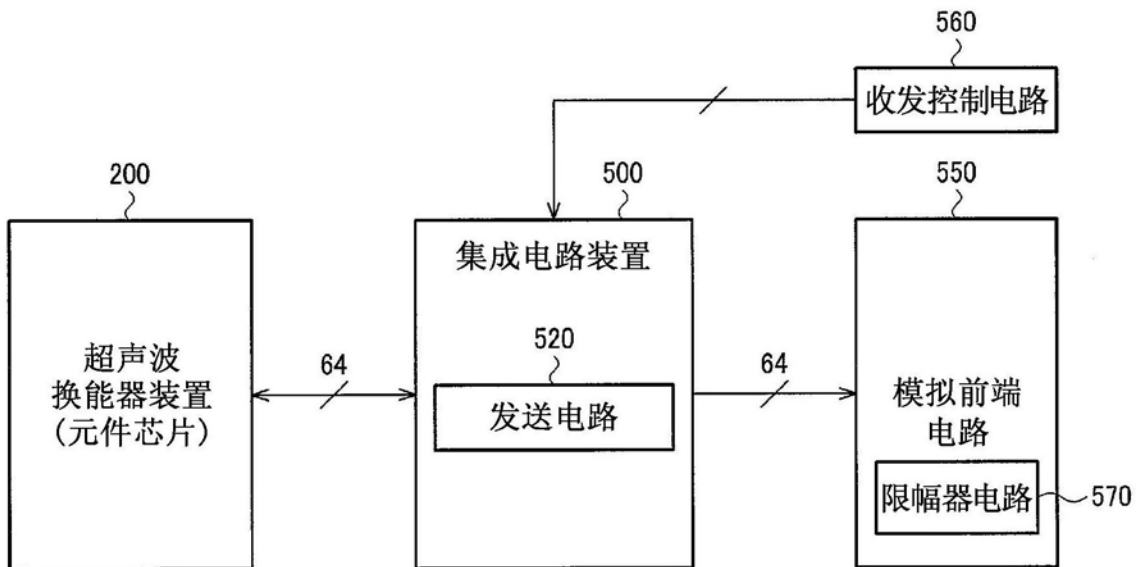 560
收发控制电路
200
500
550
集成电路装置
超声波
换能器装置
(元件芯片)
64
520
发送电路
64
模拟前端
电路
限幅器电路
570